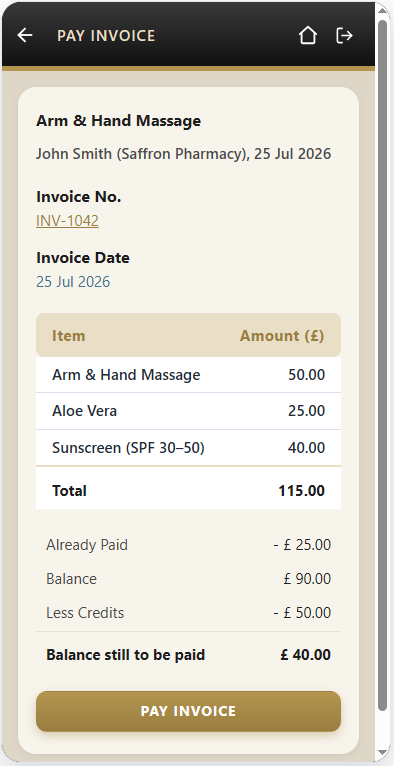 PAY INVOICE
Arm & Hand Massage
John Smith (Saffron Pharmacy), 25 Jul 2026
Invoice No.
INV-1042
Invoice Date
25 Jul 2026
Item Amount (£)
Arm & Hand Massage 50.00
Aloe Vera 25.00
Sunscreen (SPF 30–50) 40.00
Total 115.00
Already Paid - £ 25.00
Balance £ 90.00
Less Credits - £ 50.00
Balance still to be paid £ 40.00
PAY INVOICE